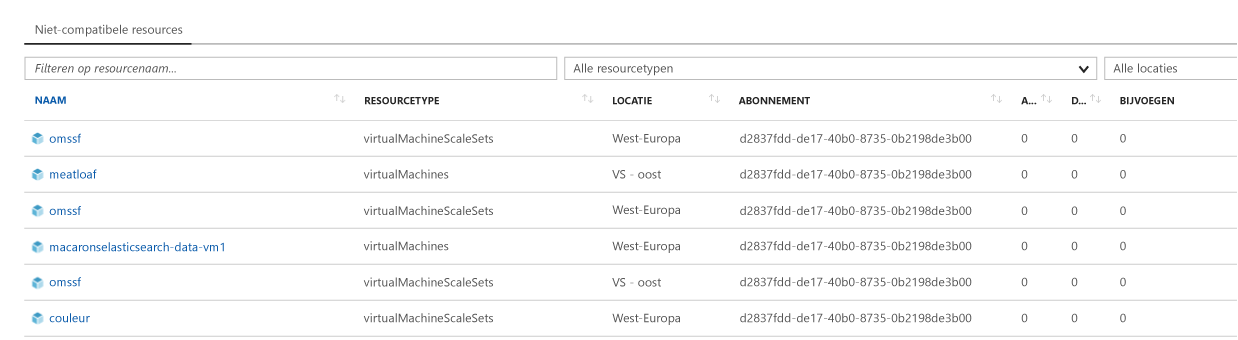 Niet-compatibele resources
Filteren op resourcenaam... Alle resourcetypen Alle locaties
NAAM RESOURCETYPE LOCATIE ABONNEMENT A... D... BIJVOEGEN
omssf virtualMachineScaleSets West-Europa d2837fdd-de17-40b0-8735-0b2198de3b00 0 0 0
meatloaf virtualMachines VS - oost d2837fdd-de17-40b0-8735-0b2198de3b00 0 0 0
omssf virtualMachineScaleSets West-Europa d2837fdd-de17-40b0-8735-0b2198de3b00 0 0 0
macaronselasticsearch-data-vm1 virtualMachines West-Europa d2837fdd-de17-40b0-8735-0b2198de3b00 0 0 0
omssf virtualMachineScaleSets VS - oost d2837fdd-de17-40b0-8735-0b2198de3b00 0 0 0
couleur virtualMachineScaleSets West-Europa d2837fdd-de17-40b0-8735-0b2198de3b00 0 0 0